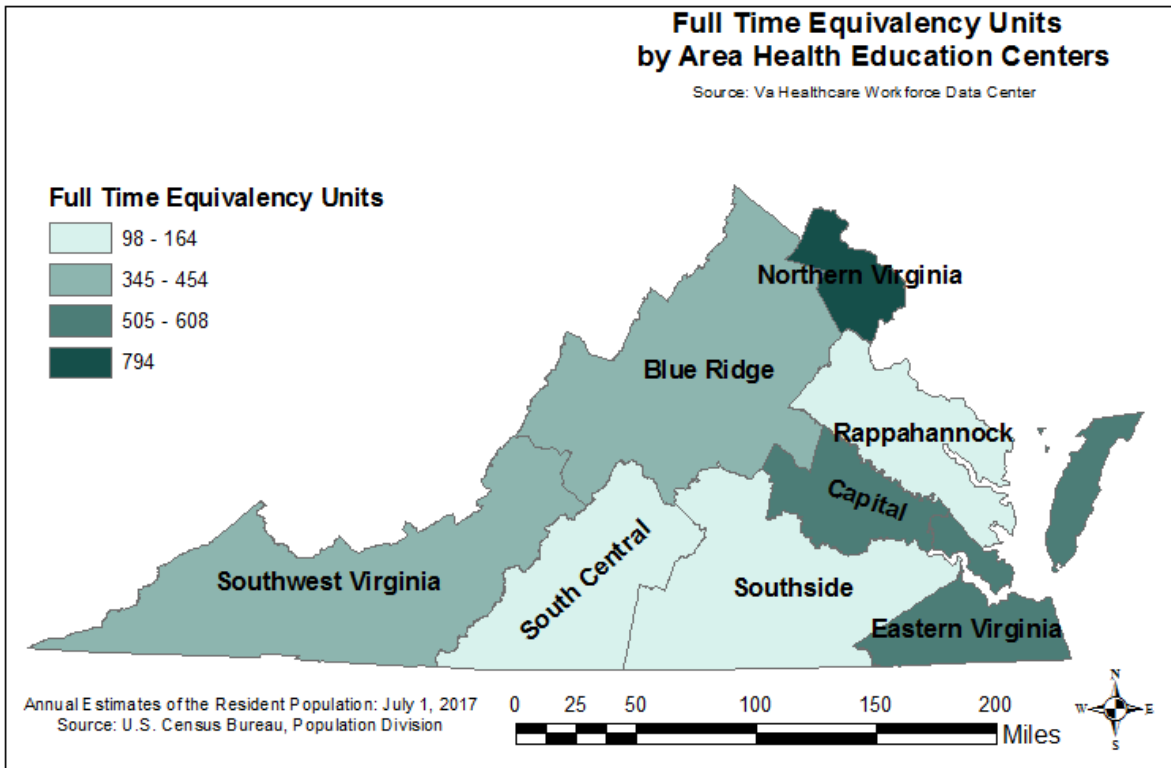 Full Time Equivalency Units
by Area Health Education Centers
Source: Va Healthcare Workforce Data Center
Full Time Equivalency Units
98 - 164
345 - 454
505 - 608
794
Northern Virginia
Blue Ridge
Rappahannock
Capital
South Central
Southwest Virginia
Southside
Eastern Virginia
Annual Estimates of the Resident Population: July 1, 2017
Source: U.S. Census Bureau, Population Division
0 25 50 100 150 200
Miles
N
W E
S